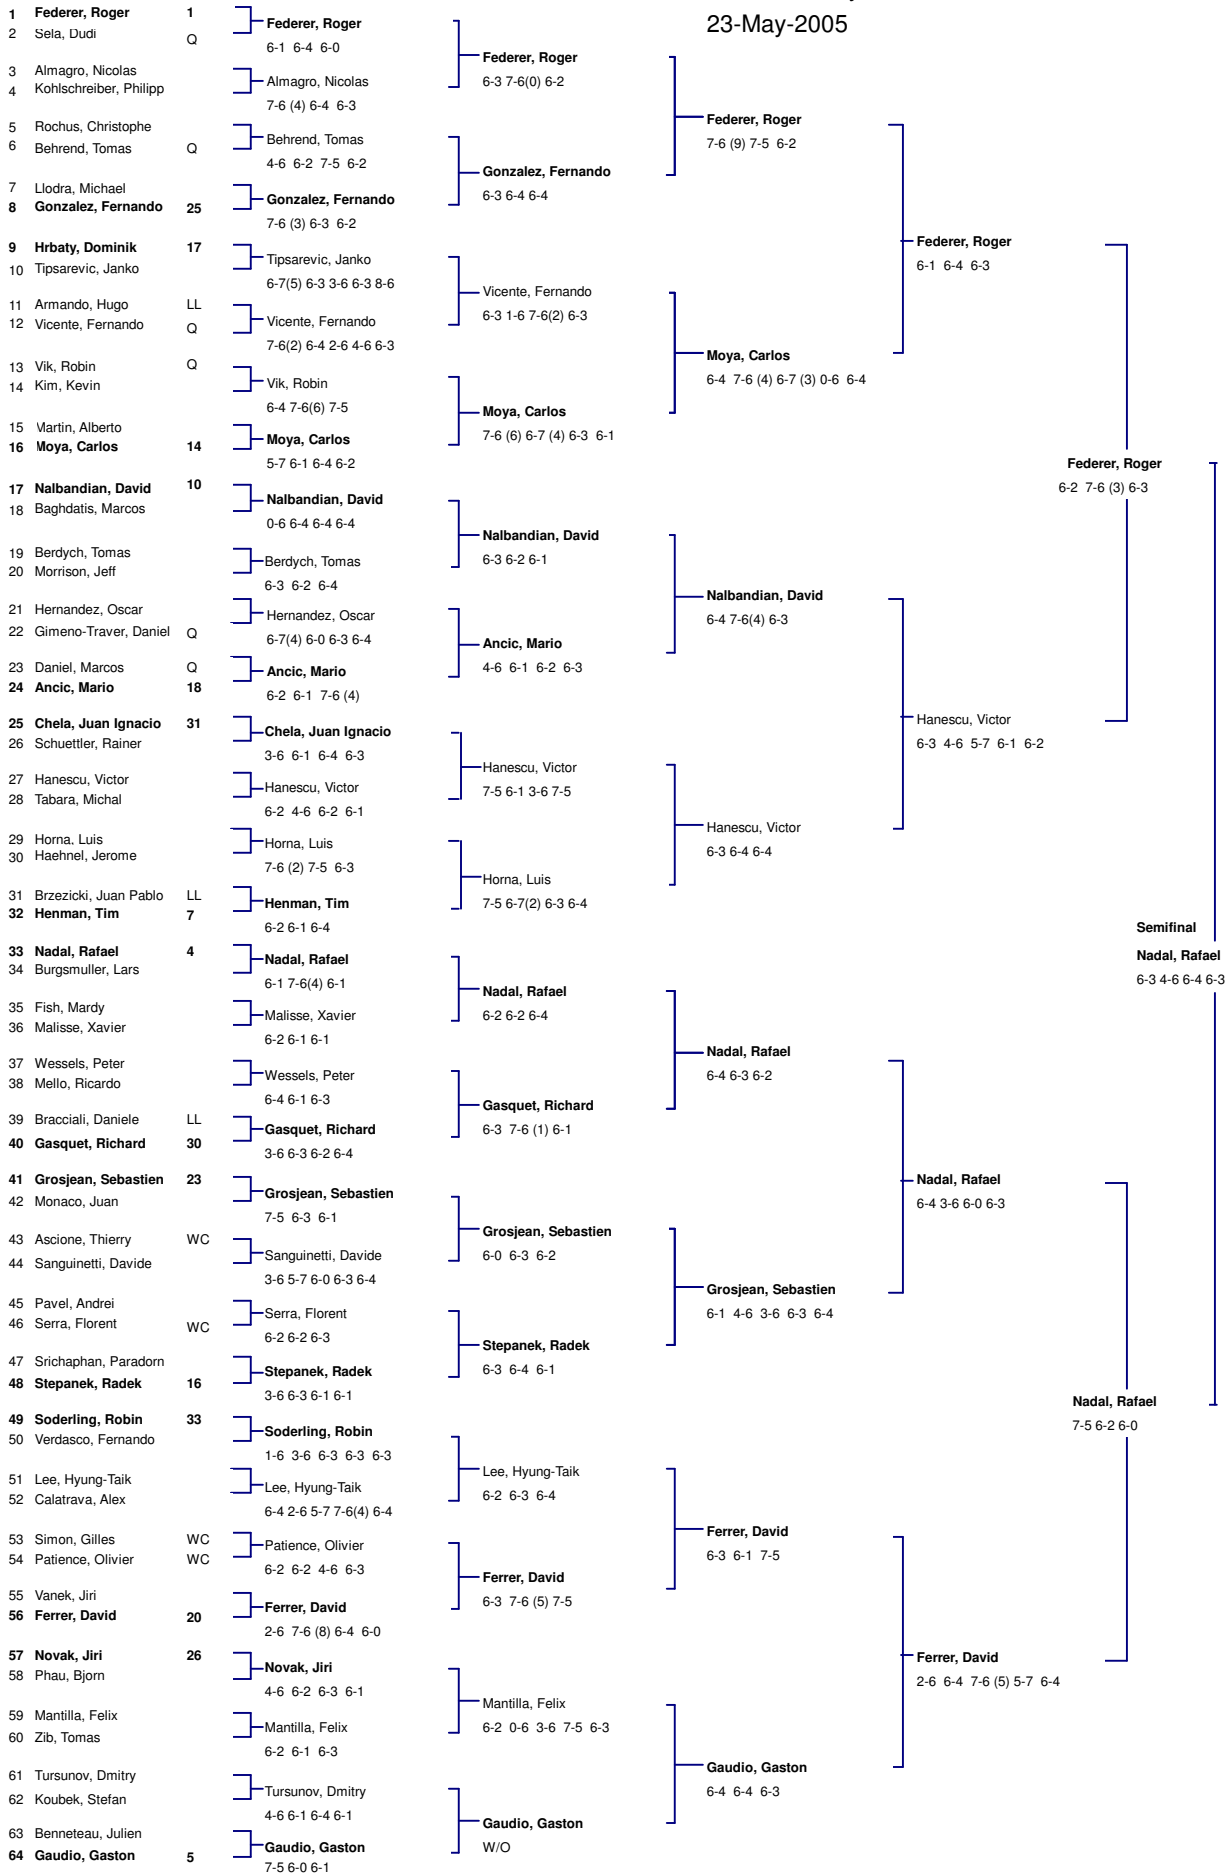 23-May-2005
1 Federer, Roger 1
2 Sela, Dudi Q
3 Almagro, Nicolas
4 Kohlschreiber, Philipp
5 Rochus, Christophe
6 Behrend, Tomas Q
7 Llodra, Michael
8 Gonzalez, Fernando 25
9 Hrbaty, Dominik 17
10 Tipsarevic, Janko
11 Armando, Hugo LL
12 Vicente, Fernando Q
13 Vik, Robin Q
14 Kim, Kevin
15 Martin, Alberto
16 Moya, Carlos 14
17 Nalbandian, David 10
18 Baghdatis, Marcos
19 Berdych, Tomas
20 Morrison, Jeff
21 Hernandez, Oscar
22 Gimeno-Traver, Daniel Q
23 Daniel, Marcos Q
24 Ancic, Mario 18
25 Chela, Juan Ignacio 31
26 Schuettler, Rainer
27 Hanescu, Victor
28 Tabara, Michal
29 Horna, Luis
30 Haehnel, Jerome
31 Brzezicki, Juan Pablo LL
32 Henman, Tim 7
33 Nadal, Rafael 4
34 Burgsmuller, Lars
35 Fish, Mardy
36 Malisse, Xavier
37 Wessels, Peter
38 Mello, Ricardo
39 Bracciali, Daniele LL
40 Gasquet, Richard 30
41 Grosjean, Sebastien 23
42 Monaco, Juan
43 Ascione, Thierry WC
44 Sanguinetti, Davide
45 Pavel, Andrei
46 Serra, Florent WC
47 Srichaphan, Paradorn
48 Stepanek, Radek 16
49 Soderling, Robin 33
50 Verdasco, Fernando
51 Lee, Hyung-Taik
52 Calatrava, Alex
53 Simon, Gilles WC
54 Patience, Olivier WC
55 Vanek, Jiri
56 Ferrer, David 20
57 Novak, Jiri 26
58 Phau, Bjorn
59 Mantilla, Felix
60 Zib, Tomas
61 Tursunov, Dmitry
62 Koubek, Stefan
63 Benneteau, Julien
64 Gaudio, Gaston 5
Federer, Roger
6-1 6-4 6-0
Almagro, Nicolas
7-6 (4) 6-4 6-3
Behrend, Tomas
4-6 6-2 7-5 6-2
Gonzalez, Fernando
7-6 (3) 6-3 6-2
Tipsarevic, Janko
6-7(5) 6-3 3-6 6-3 8-6
Vicente, Fernando
7-6(2) 6-4 2-6 4-6 6-3
Vik, Robin
6-4 7-6(6) 7-5
Moya, Carlos
5-7 6-1 6-4 6-2
Nalbandian, David
0-6 6-4 6-4 6-4
Berdych, Tomas
6-3 6-2 6-4
Hernandez, Oscar
6-7(4) 6-0 6-3 6-4
Ancic, Mario
6-2 6-1 7-6 (4)
Chela, Juan Ignacio
3-6 6-1 6-4 6-3
Hanescu, Victor
6-2 4-6 6-2 6-1
Horna, Luis
7-6 (2) 7-5 6-3
Henman, Tim
6-2 6-1 6-4
Nadal, Rafael
6-1 7-6(4) 6-1
Malisse, Xavier
6-2 6-1 6-1
Wessels, Peter
6-4 6-1 6-3
Gasquet, Richard
3-6 6-3 6-2 6-4
Grosjean, Sebastien
7-5 6-3 6-1
Sanguinetti, Davide
3-6 5-7 6-0 6-3 6-4
Serra, Florent
6-2 6-2 6-3
Stepanek, Radek
3-6 6-3 6-1 6-1
Soderling, Robin
1-6 3-6 6-3 6-3 6-3
Lee, Hyung-Taik
6-4 2-6 5-7 7-6(4) 6-4
Patience, Olivier
6-2 6-2 4-6 6-3
Ferrer, David
2-6 7-6 (8) 6-4 6-0
Novak, Jiri
4-6 6-2 6-3 6-1
Mantilla, Felix
6-2 6-1 6-3
Tursunov, Dmitry
4-6 6-1 6-4 6-1
Gaudio, Gaston
7-5 6-0 6-1
Federer, Roger
6-3 7-6(0) 6-2
Gonzalez, Fernando
6-3 6-4 6-4
Vicente, Fernando
6-3 1-6 7-6(2) 6-3
Moya, Carlos
7-6 (6) 6-7 (4) 6-3 6-1
Nalbandian, David
6-3 6-2 6-1
Ancic, Mario
4-6 6-1 6-2 6-3
Hanescu, Victor
7-5 6-1 3-6 7-5
Horna, Luis
7-5 6-7(2) 6-3 6-4
Nadal, Rafael
6-2 6-2 6-4
Gasquet, Richard
6-3 7-6 (1) 6-1
Grosjean, Sebastien
6-0 6-3 6-2
Stepanek, Radek
6-3 6-4 6-1
Lee, Hyung-Taik
6-2 6-3 6-4
Ferrer, David
6-3 7-6 (5) 7-5
Mantilla, Felix
6-2 0-6 3-6 7-5 6-3
Gaudio, Gaston
W/O
Federer, Roger
7-6 (9) 7-5 6-2
Moya, Carlos
6-4 7-6 (4) 6-7 (3) 0-6 6-4
Nalbandian, David
6-4 7-6(4) 6-3
Hanescu, Victor
6-3 6-4 6-4
Nadal, Rafael
6-4 6-3 6-2
Grosjean, Sebastien
6-1 4-6 3-6 6-3 6-4
Ferrer, David
6-3 6-1 7-5
Gaudio, Gaston
6-4 6-4 6-3
Federer, Roger
6-1 6-4 6-3
Hanescu, Victor
6-3 4-6 5-7 6-1 6-2
Nadal, Rafael
6-4 3-6 6-0 6-3
Ferrer, David
2-6 6-4 7-6 (5) 5-7 6-4
Federer, Roger
6-2 7-6 (3) 6-3
Nadal, Rafael
7-5 6-2 6-0
Semifinal
Nadal, Rafael
6-3 4-6 6-4 6-3